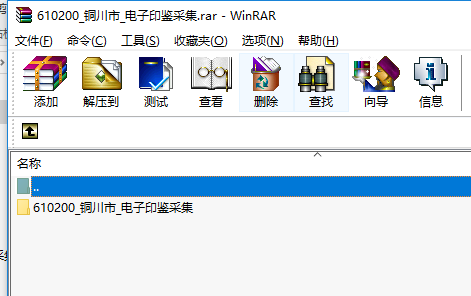 610200_铜川市_电子印鉴采集.rar - WinRAR
文件(F) 命令(C) 工具(S) 收藏夹(O) 选项(N) 帮助(H)
添加 解压到 测试 查看 删除 查找 向导 信息
名称
..
610200_铜川市_电子印鉴采集